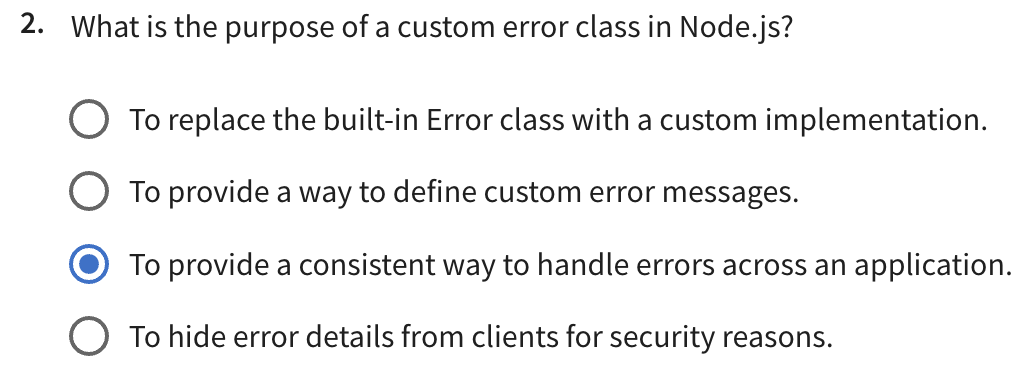 2. What is the purpose of a custom error class in Node.js?
To replace the built-in Error class with a custom implementation.
To provide a way to define custom error messages.
To provide a consistent way to handle errors across an application.
To hide error details from clients for security reasons.